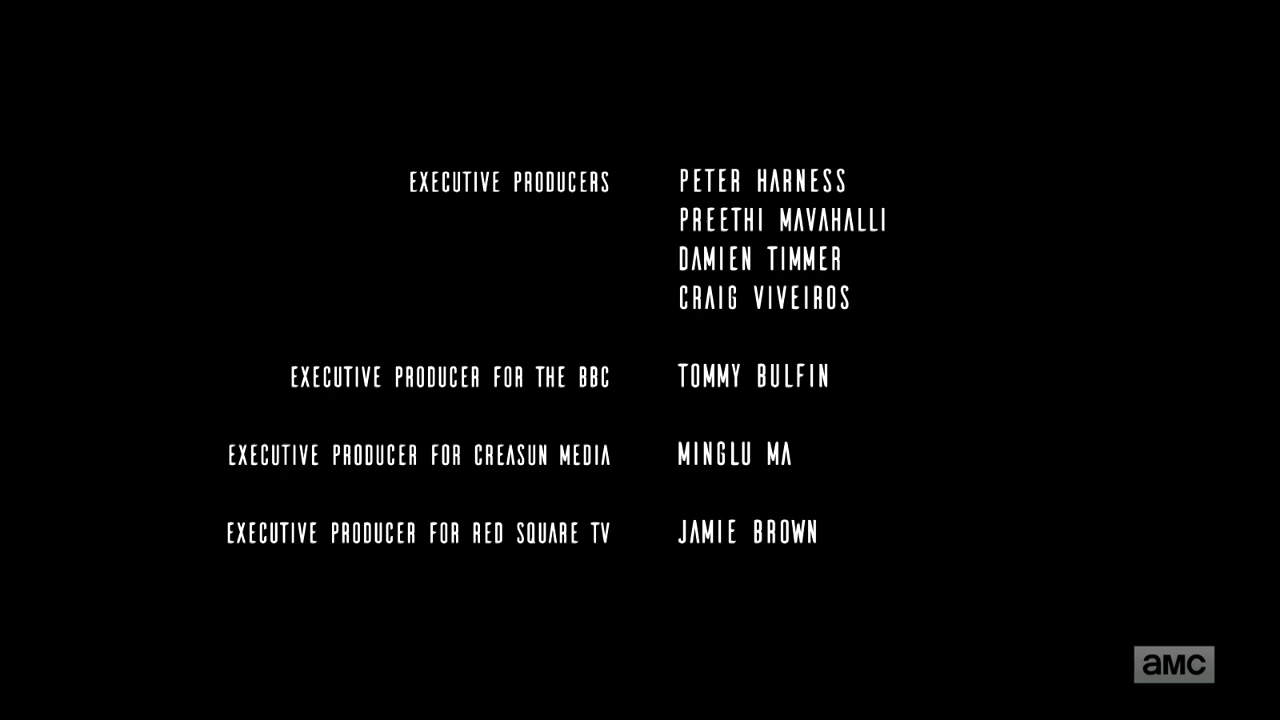 EXECUTIVE PRODUCERS PETER HARNESS
PREETHI MAVAHALLI
DAMIEN TIMMER
CRAIG VIVEIROS
EXECUTIVE PRODUCER FOR THE BBC TOMMY BULFIN
EXECUTIVE PRODUCER FOR CREASUN MEDIA MINGLU MA
EXECUTIVE PRODUCER FOR RED SQUARE TV JAMIE BROWN
amc